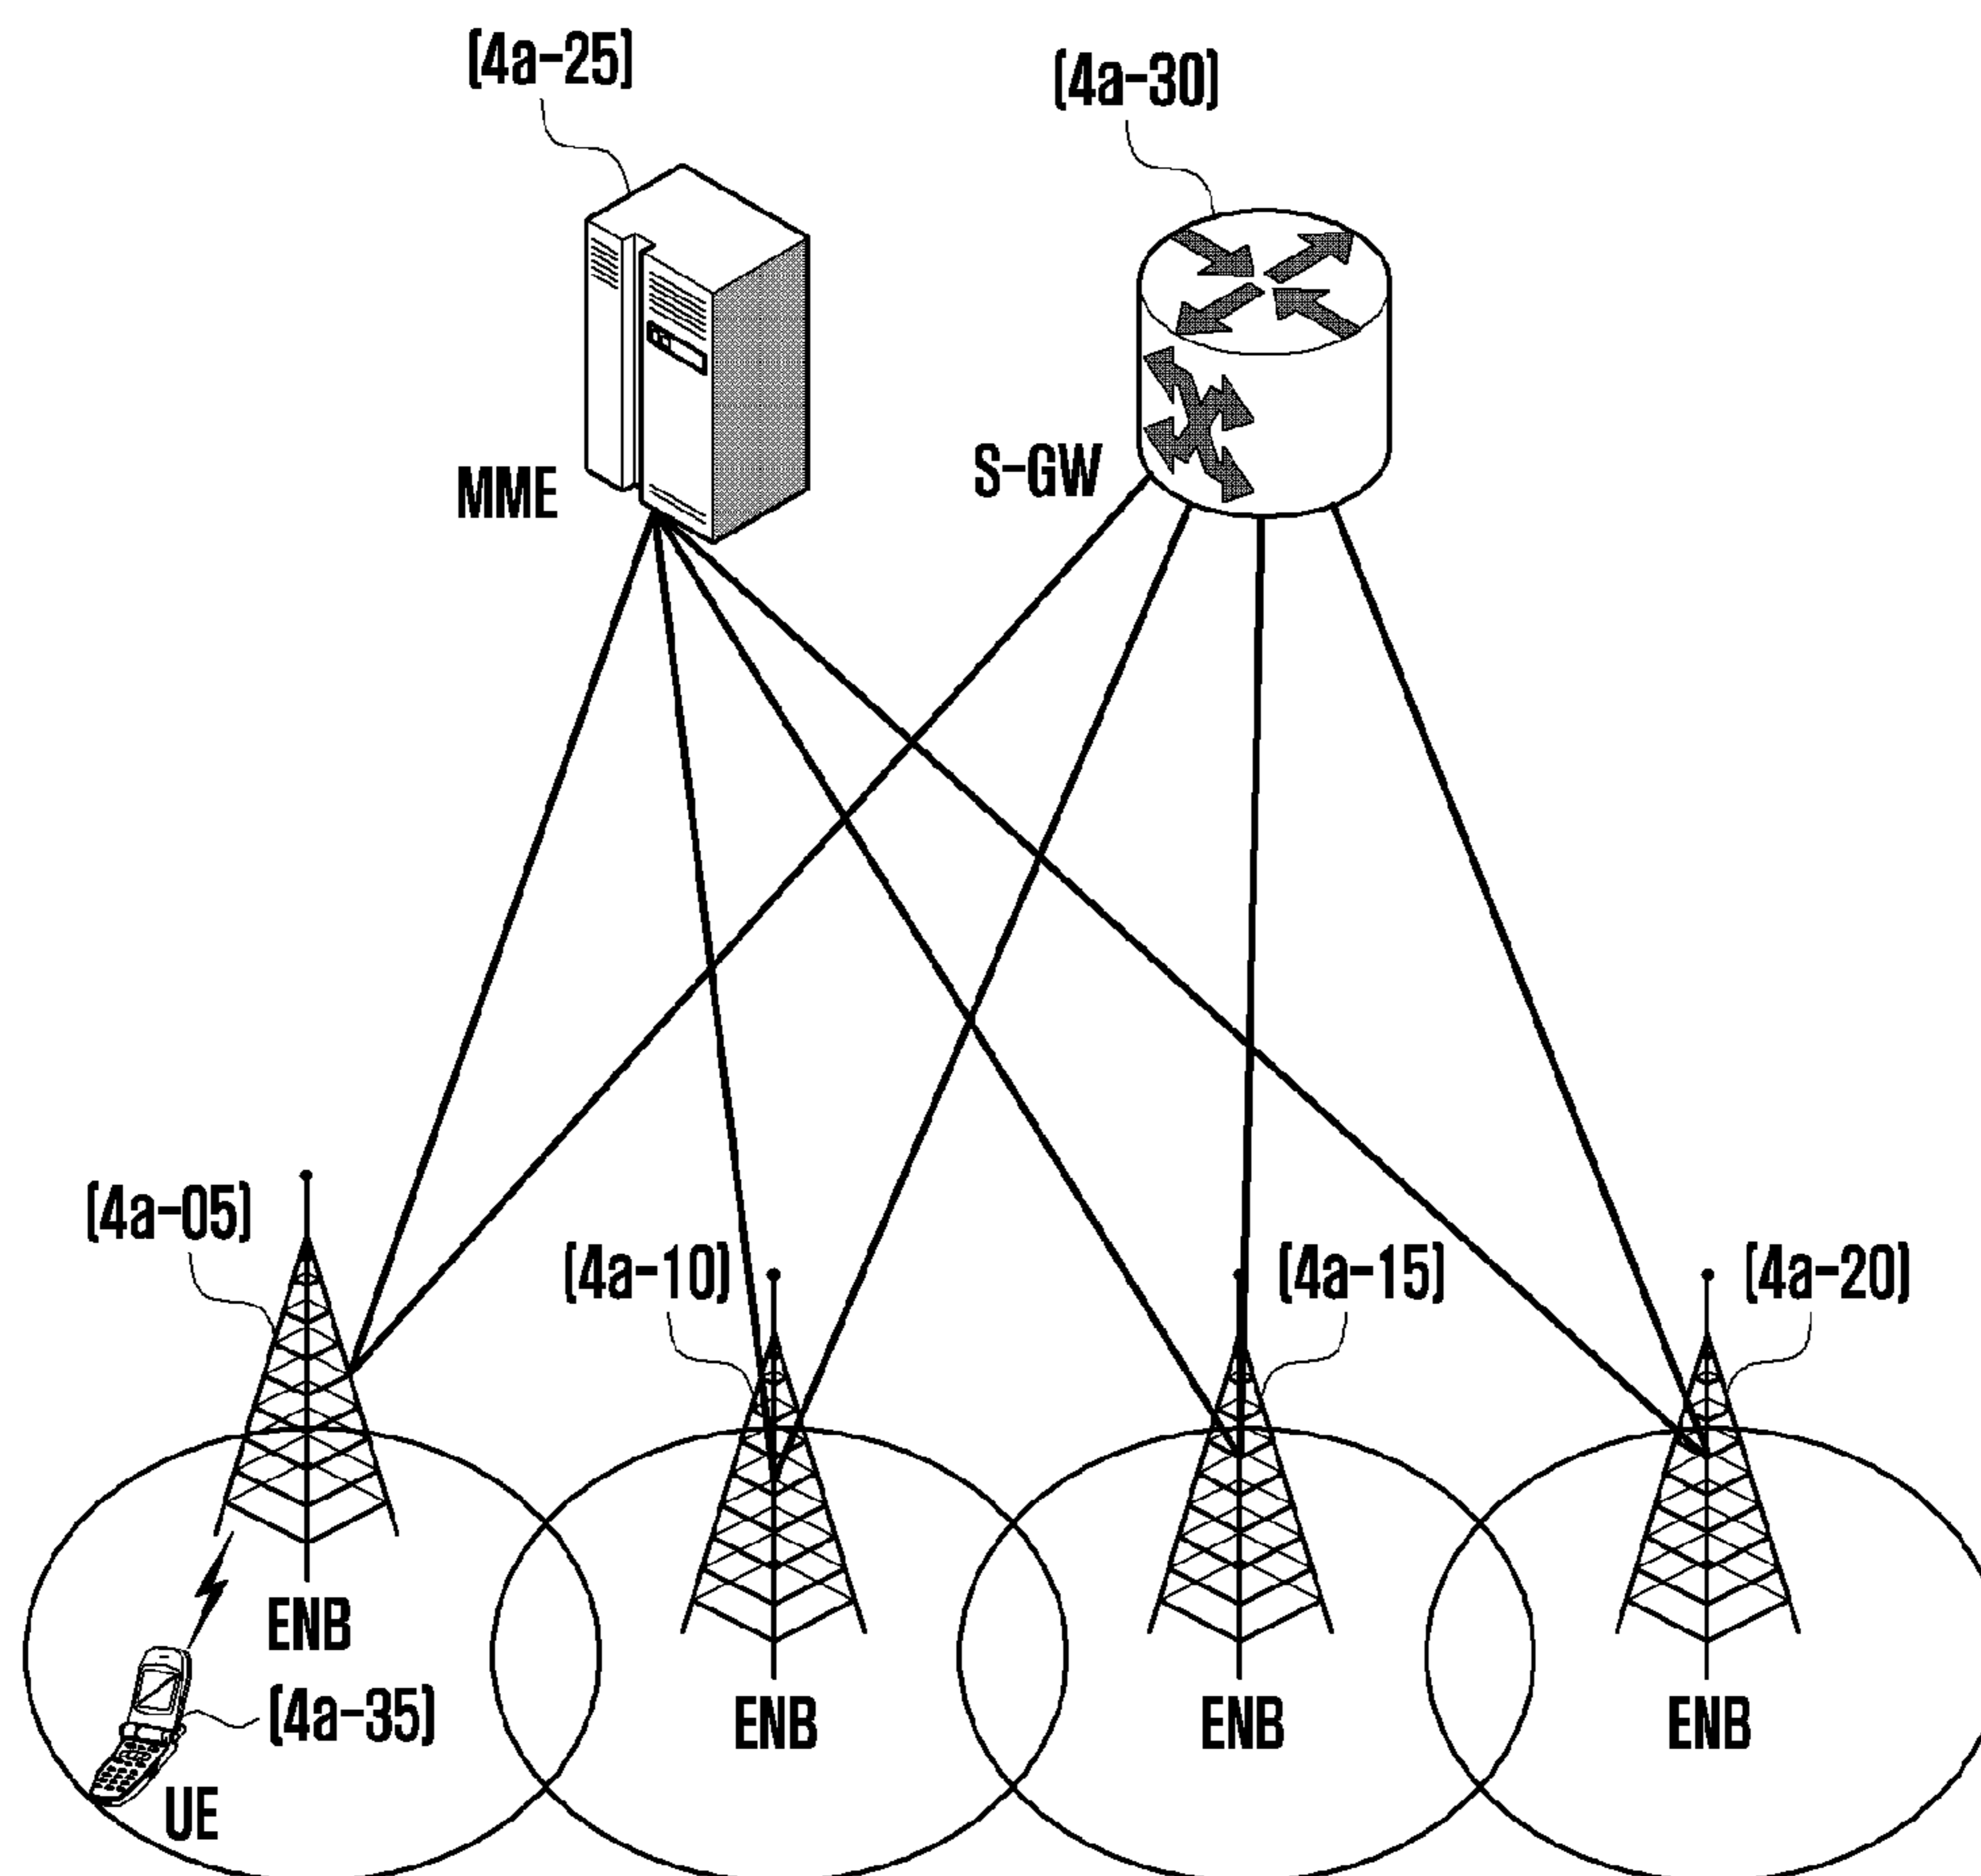 (4a-25)
(4a-30)
MME
S-GW
(4a-05)
(4a-10)
(4a-15)
(4a-20)
ENB
(4a-35)
UE
ENB
ENB
ENB